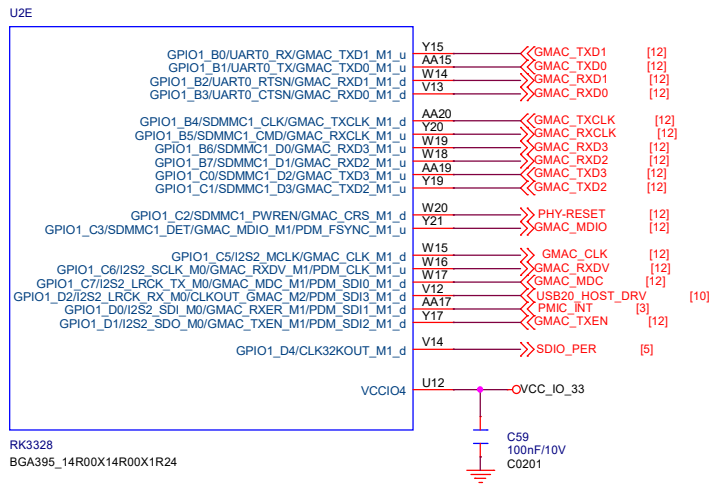 U2E
GPIO1_B0/UART0_RX/GMAC_TXD1_M1_u Y15 GMAC_TXD1 [12]
GPIO1_B1/UART0_TX/GMAC_TXD0_M1_u AA15 GMAC_TXD0 [12]
GPIO1_B2/UART0_RTSN/GMAC_RXD1_M1_d W14 GMAC_RXD1 [12]
GPIO1_B3/UART0_CTSN/GMAC_RXD0_M1_d V13 GMAC_RXD0 [12]
GPIO1_B4/SDMMC1_CLK/GMAC_TXCLK_M1_d AA20 GMAC_TXCLK [12]
GPIO1_B5/SDMMC1_CMD/GMAC_RXCLK_M1_u Y20 GMAC_RXCLK [12]
GPIO1_B6/SDMMC1_D0/GMAC_RXD3_M1_u W19 GMAC_RXD3 [12]
GPIO1_B7/SDMMC1_D1/GMAC_RXD2_M1_u W18 GMAC_RXD2 [12]
GPIO1_C0/SDMMC1_D2/GMAC_TXD3_M1_u AA19 GMAC_TXD3 [12]
GPIO1_C1/SDMMC1_D3/GMAC_TXD2_M1_u Y19 GMAC_TXD2 [12]
GPIO1_C2/SDMMC1_PWREN/GMAC_CRS_M1_d W20 PHY-RESET [12]
GPIO1_C3/SDMMC1_DET/GMAC_MDIO_M1/PDM_FSYNC_M1_u Y21 GMAC_MDIO [12]
GPIO1_C5/I2S2_MCLK/GMAC_CLK_M1_d W15 GMAC_CLK [12]
GPIO1_C6/I2S2_SCLK_M0/GMAC_RXDV_M1/PDM_CLK_M1_u W16 GMAC_RXDV [12]
GPIO1_C7/I2S2_LRCK_TX_M0/GMAC_MDC_M1/PDM_SDI0_M1_d W17 GMAC_MDC [12]
GPIO1_D2/I2S2_LRCK_RX_M0/CLKOUT_GMAC_M2/PDM_SDI3_M1_d V12 USB20_HOST_DRV [10]
GPIO1_D0/I2S2_SDI_M0/GMAC_RXER_M1/PDM_SDI1_M1_d AA17 PMIC_INT [3]
GPIO1_D1/I2S2_SDO_M0/GMAC_TXEN_M1/PDM_SDI2_M1_d Y17 GMAC_TXEN [12]
GPIO1_D4/CLK32KOUT_M1_d V14 SDIO_PER [5]
VCCIO4 U12 VCC_IO_33
C59
100nF/10V
C0201
RK3328
BGA395_14R00X14R00X1R24